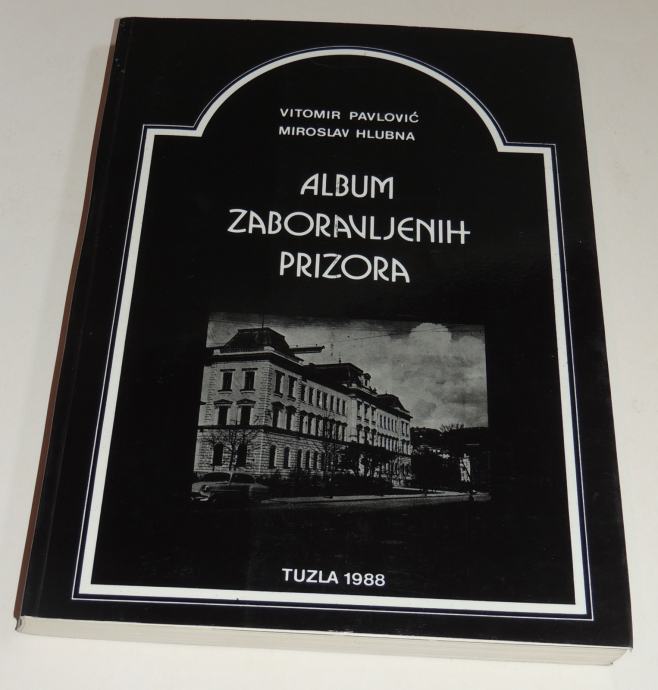 VITOMIR PAVLOVIĆ
MIROSLAV HLUBNA
ALBUM
ZABORAVLJENIH
PRIZORA
TUZLA 1988